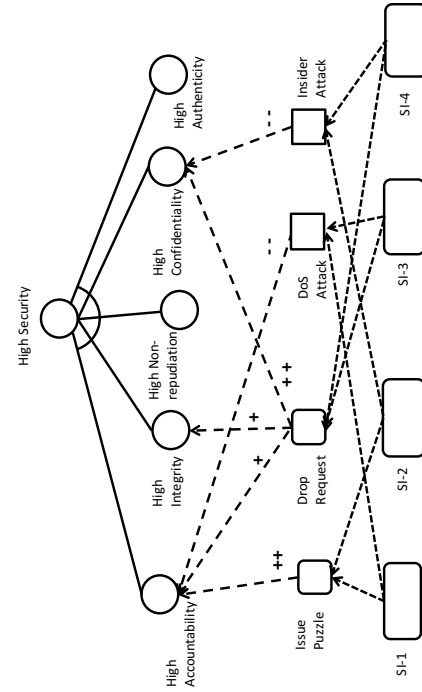 High Security
High
Accountability
High
Integrity
High Non-
repudiation
High
Confidentiality
High
Authenticity
++
+
+
+ +
--
--
Issue
Puzzle
Drop
Request
DoS
Attack
Insider
Attack
SI-1
SI-2
SI-3
SI-4